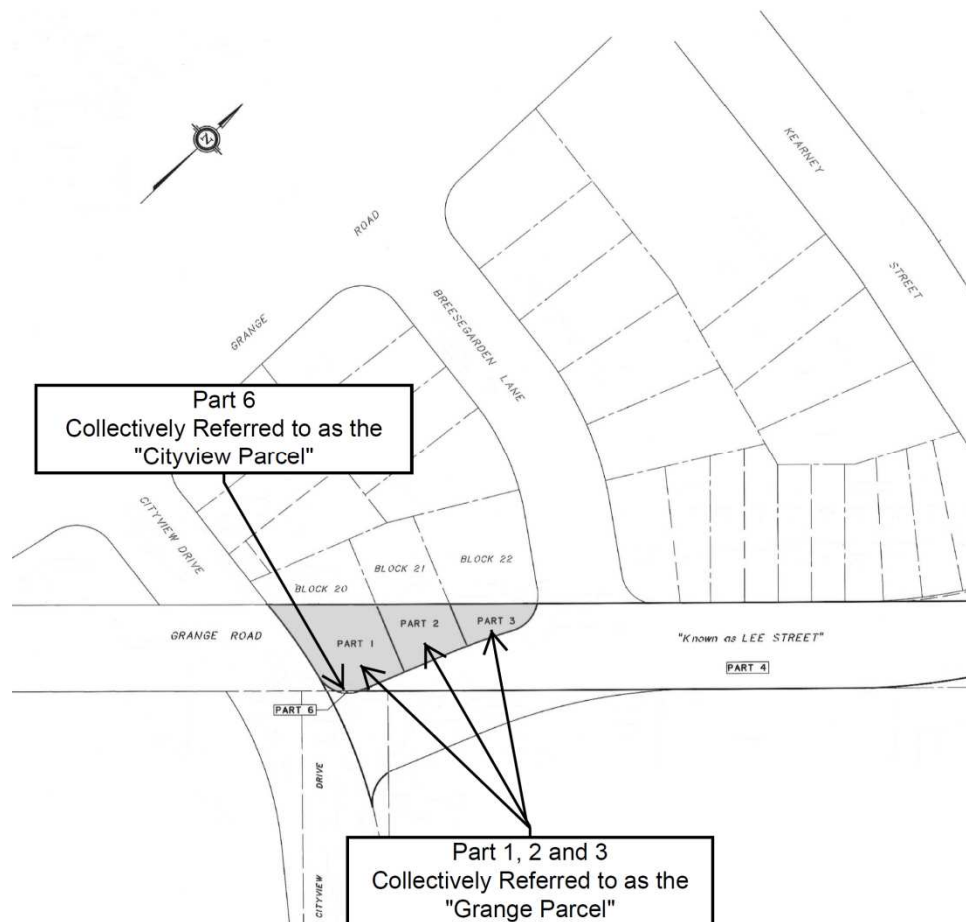 N
KEARNEY
STREET
ROAD
GRANGE
BREESEGARDEN LANE
Part 6
Collectively Referred to as the
"Cityview Parcel"
CITYVIEW DRIVE
BLOCK 20
BLOCK 21
BLOCK 22
GRANGE ROAD
PART 1
PART 2
PART 3
"Known as LEE STREET"
PART 4
PART 6
CITYVIEW DRIVE
Part 1, 2 and 3
Collectively Referred to as the
"Grange Parcel"